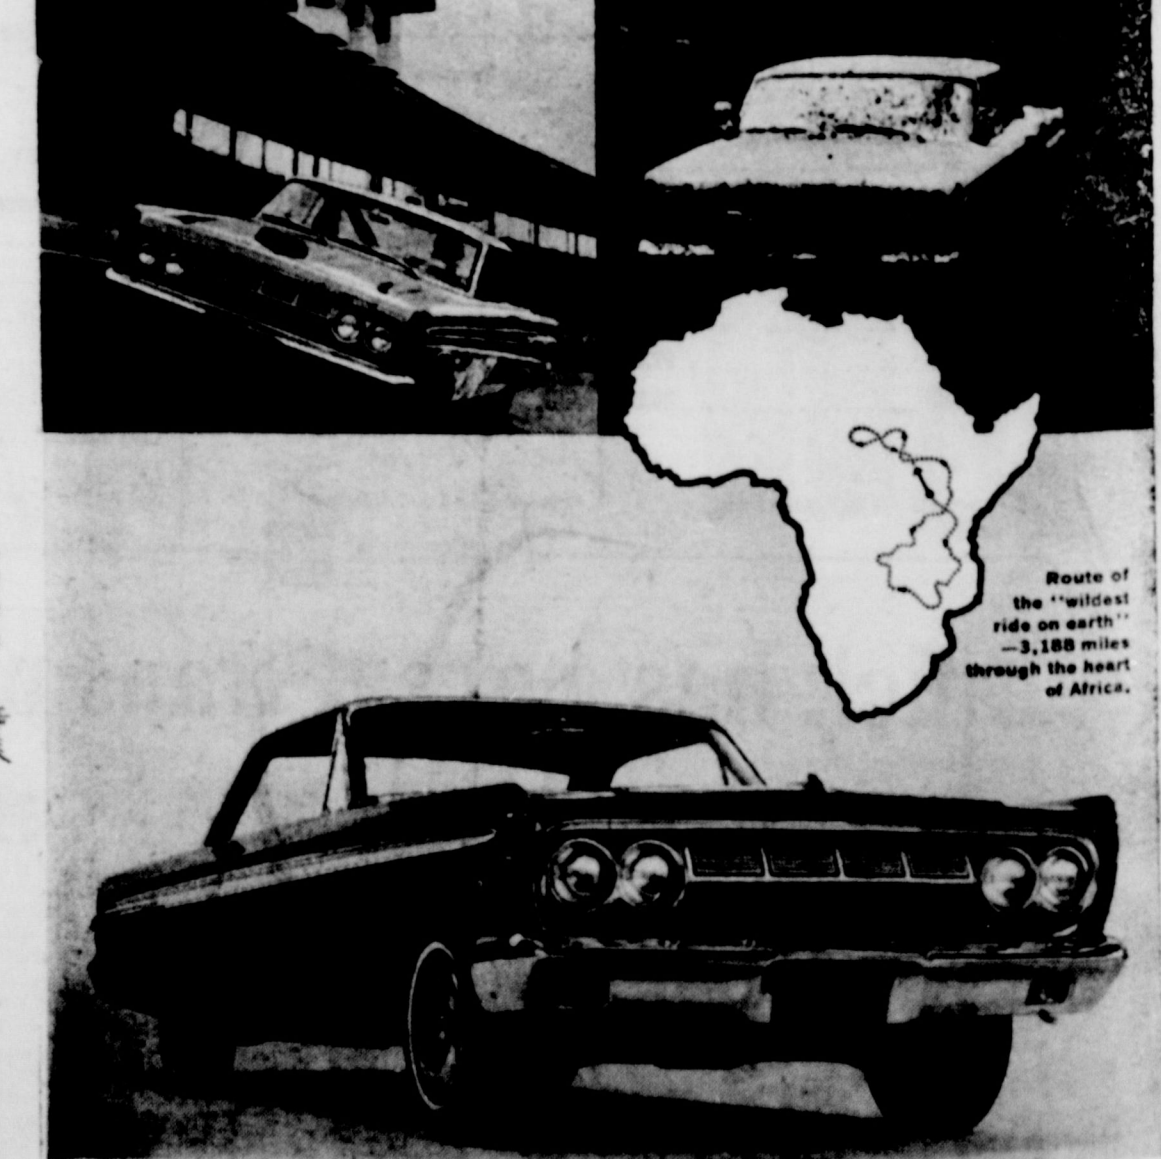 Route of
the "wildest
ride on earth"
—3,188 miles
through the heart
of Africa.